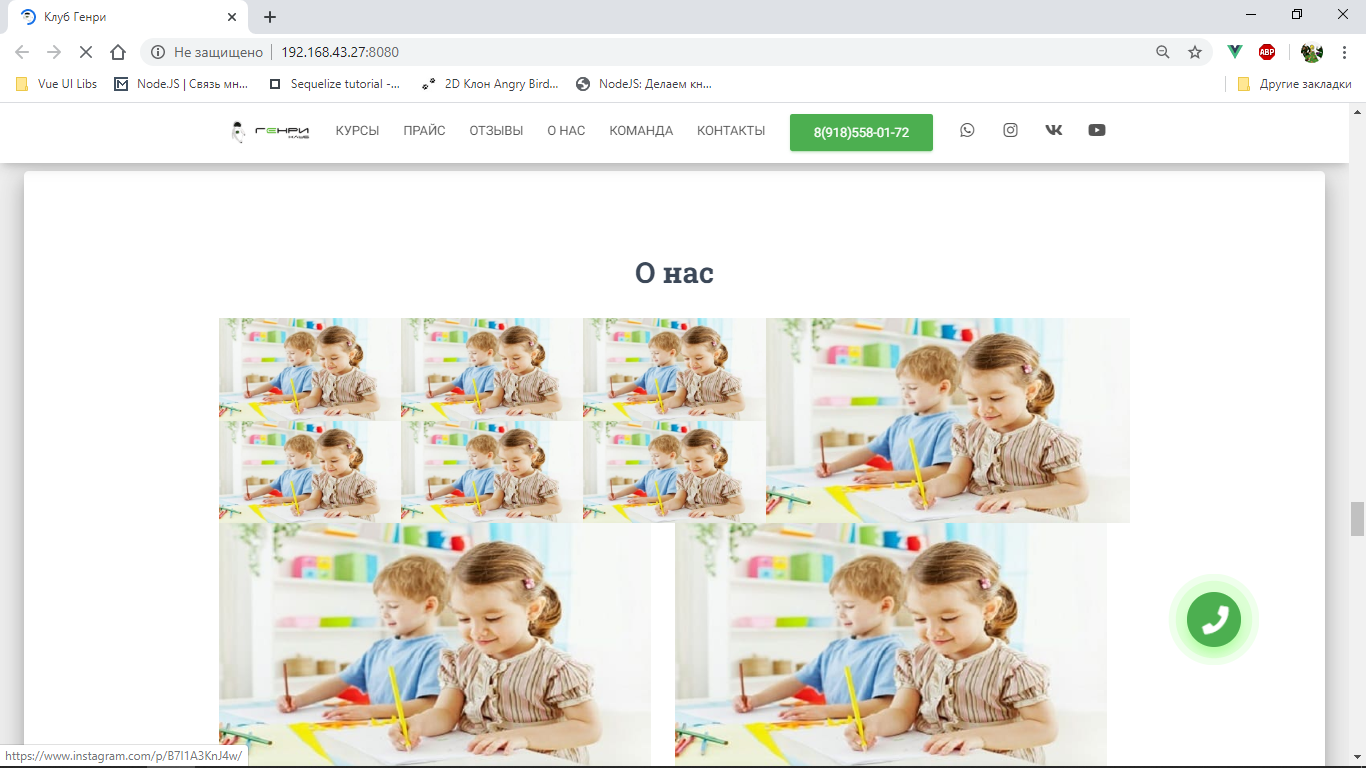 Клуб Генри
Не защищено 192.168.43.27:8080
Vue UI Libs NodeJS | Связь мн... Sequelize tutorial -... 2D Клон Angry Bird... NodeJS: Делаем кн... Другие закладки
ГЕНРИ КУРСЫ ПРАЙС ОТЗЫВЫ О НАС КОМАНДА КОНТАКТЫ 8(918)558-01-72
О нас
https://www.instagram.com/p/B7I1A3KnJ4w/